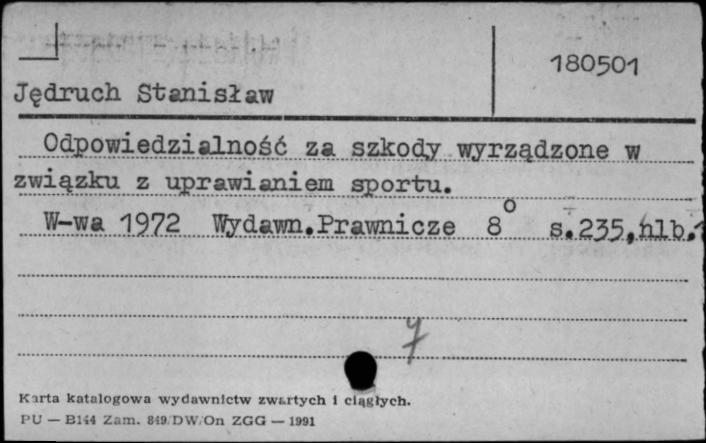 180501
Jędruch Stanisław
Odpowiedzialność za szkody wyrządzone w
związku z uprawianiem sportu.
W-wa 1972 Wydawn.Prawnicze 8° s.235,nlb.
7
Karta katalogowa wydawnictw zwartych i ciągłych.
PU — B144 Zam. 849/DW/On ZGG — 1991